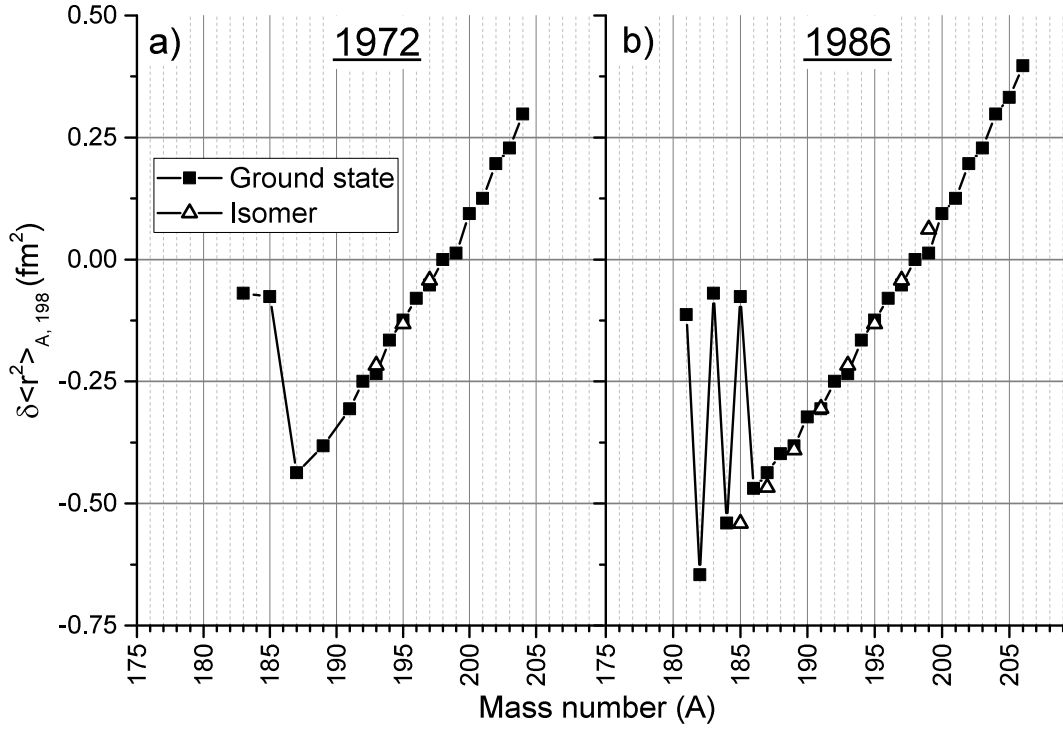 a) 1972
b) 1986
Ground state
Isomer
δ<r²>A, 198 (fm²)
0.50
0.25
0.00
-0.25
-0.50
-0.75
175 180 185 190 195 200 205
175 180 185 190 195 200 205
Mass number (A)